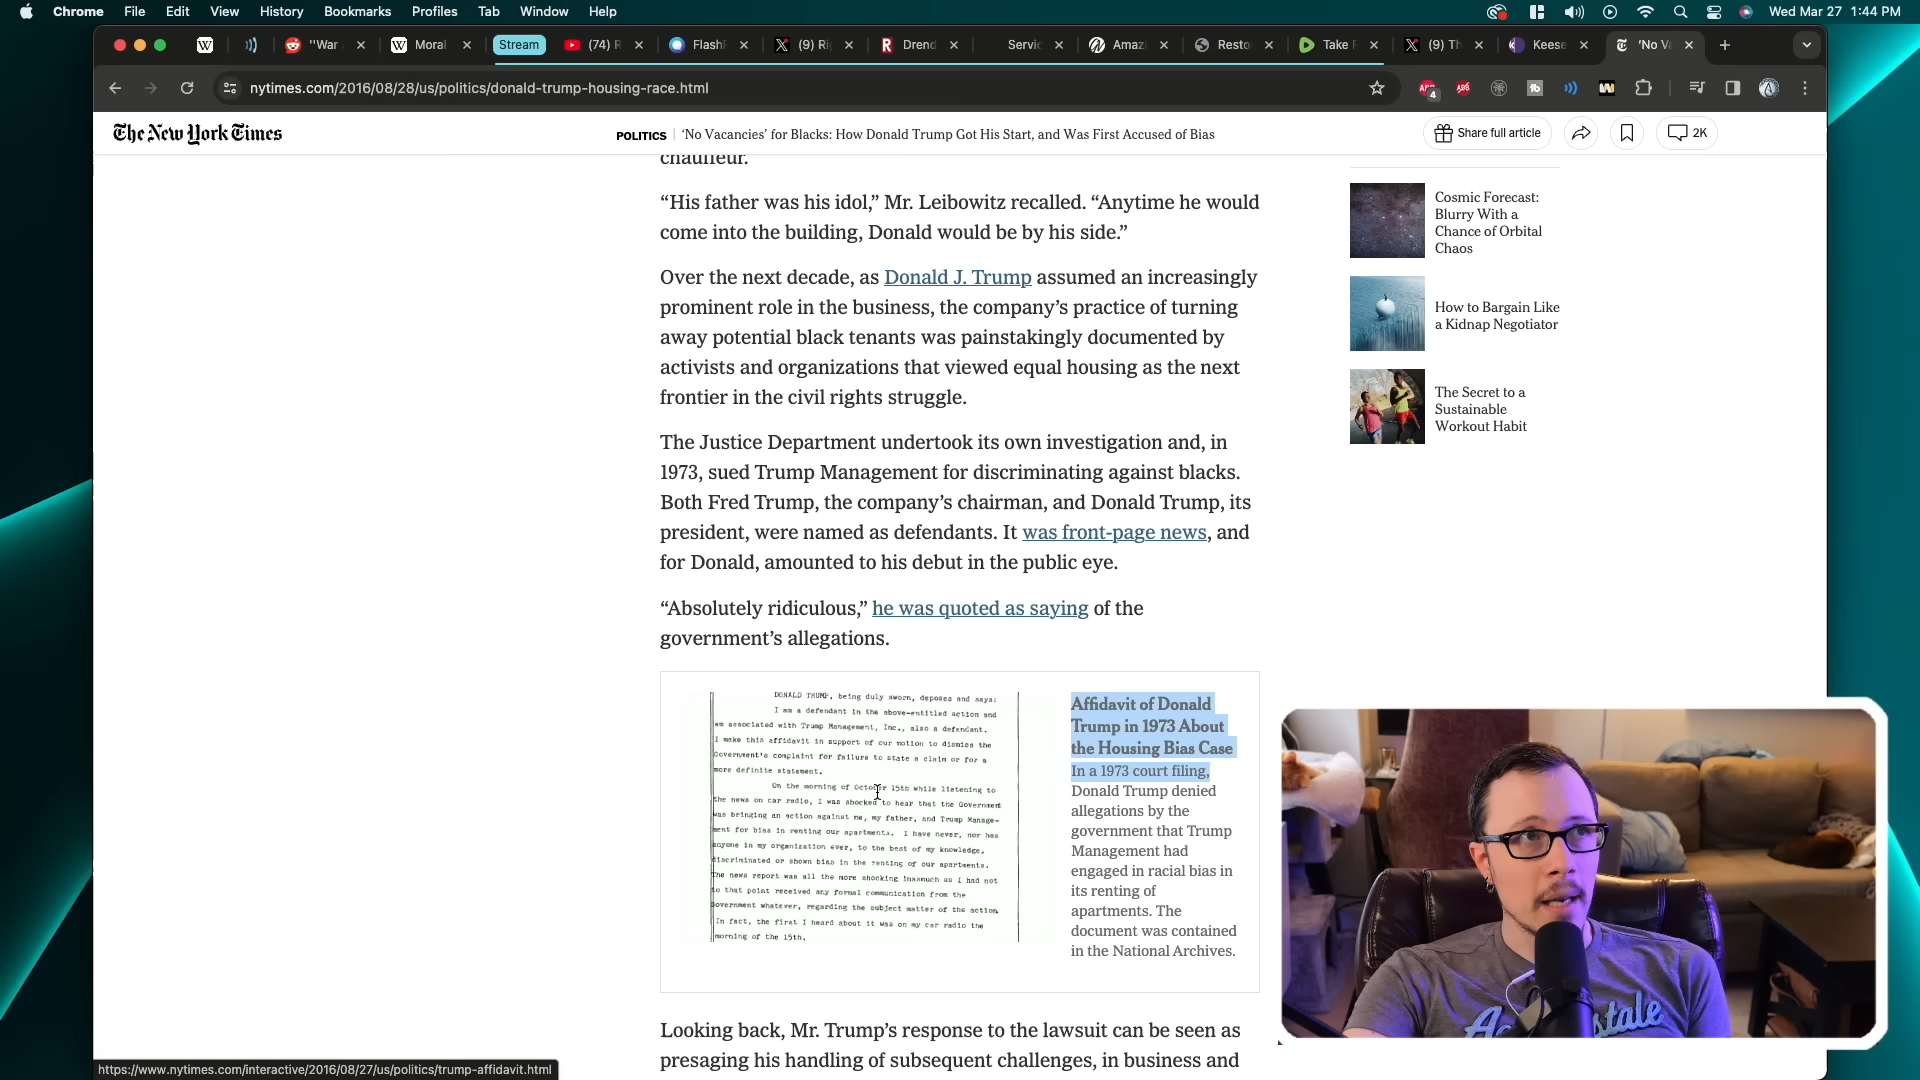 Chrome File Edit View History Bookmarks Profiles Tab Window Help Wed Mar 27 1:44 PM
"War Moral Stream (74) R Flash (9) Ri Drend Servic Amaz Resto Take F (9) Th Keese 'No Va
nytimes.com/2016/08/28/us/politics/donald-trump-housing-race.html
The New York Times POLITICS | ‘No Vacancies’ for Blacks: How Donald Trump Got His Start, and Was First Accused of Bias Share full article 2K
chauffeur.
“His father was his idol,” Mr. Leibowitz recalled. “Anytime he would
come into the building, Donald would be by his side.”
Over the next decade, as Donald J. Trump assumed an increasingly
prominent role in the business, the company’s practice of turning
away potential black tenants was painstakingly documented by
activists and organizations that viewed equal housing as the next
frontier in the civil rights struggle.
The Justice Department undertook its own investigation and, in
1973, sued Trump Management for discriminating against blacks.
Both Fred Trump, the company’s chairman, and Donald Trump, its
president, were named as defendants. It was front-page news, and
for Donald, amounted to his debut in the public eye.
“Absolutely ridiculous,” he was quoted as saying of the
government’s allegations.
DONALD TRUMP, being duly sworn, deposes and says:
I am a defendant in the above-entitled action and
am associated with Trump Management, Inc., also a defendant.
I make this affidavit in support of our motion to dismiss the
Government's complaint for failure to state a claim or for a
more definite statement.
On the morning of October 15th while listening to
the news on car radio, I was shocked to hear that the Government
was bringing an action against me, my father, and Trump Manage-
ment for bias in renting our apartments. I have never, nor has
anyone in my organization ever, to the best of my knowledge,
discriminated or shown bias in the renting of our apartments.
The news report was all the more shocking inasmuch as I had not
to that point received any formal communication from the
Government whatever, regarding the subject matter of the action.
In fact, the first I heard about it was on my car radio the
morning of the 15th.
Affidavit of Donald
Trump in 1973 About
the Housing Bias Case
In a 1973 court filing,
Donald Trump denied
allegations by the
government that Trump
Management had
engaged in racial bias in
its renting of
apartments. The
document was contained
in the National Archives.
Looking back, Mr. Trump’s response to the lawsuit can be seen as
presaging his handling of subsequent challenges, in business and
Cosmic Forecast:
Blurry With a
Chance of Orbital
Chaos
How to Bargain Like
a Kidnap Negotiator
The Secret to a
Sustainable
Workout Habit
https://www.nytimes.com/interactive/2016/08/27/us/politics/trump-affidavit.html